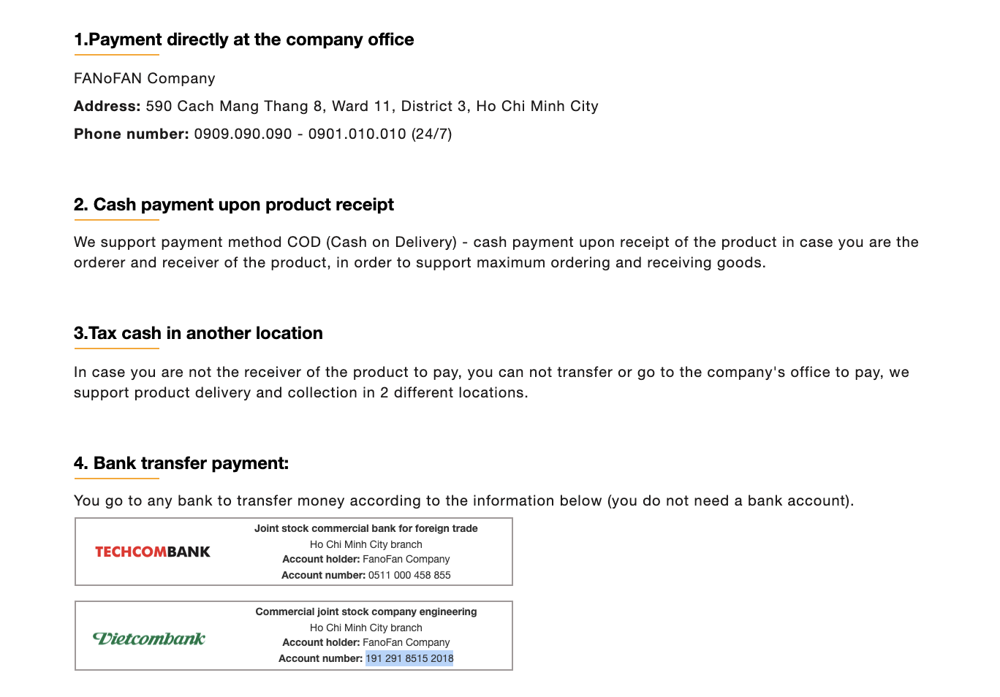 1.Payment directly at the company office
FANoFAN Company
Address: 590 Cach Mang Thang 8, Ward 11, District 3, Ho Chi Minh City
Phone number: 0909.090.090 - 0901.010.010 (24/7)
2. Cash payment upon product receipt
We support payment method COD (Cash on Delivery) - cash payment upon receipt of the product in case you are the
orderer and receiver of the product, in order to support maximum ordering and receiving goods.
3.Tax cash in another location
In case you are not the receiver of the product to pay, you can not transfer or go to the company's office to pay, we
support product delivery and collection in 2 different locations.
4. Bank transfer payment:
You go to any bank to transfer money according to the information below (you do not need a bank account).
TECHCOMBANK
Joint stock commercial bank for foreign trade
Ho Chi Minh City branch
Account holder: FanoFan Company
Account number: 0511 000 458 855
Vietcombank
Commercial joint stock company engineering
Ho Chi Minh City branch
Account holder: FanoFan Company
Account number: 191 291 8515 2018